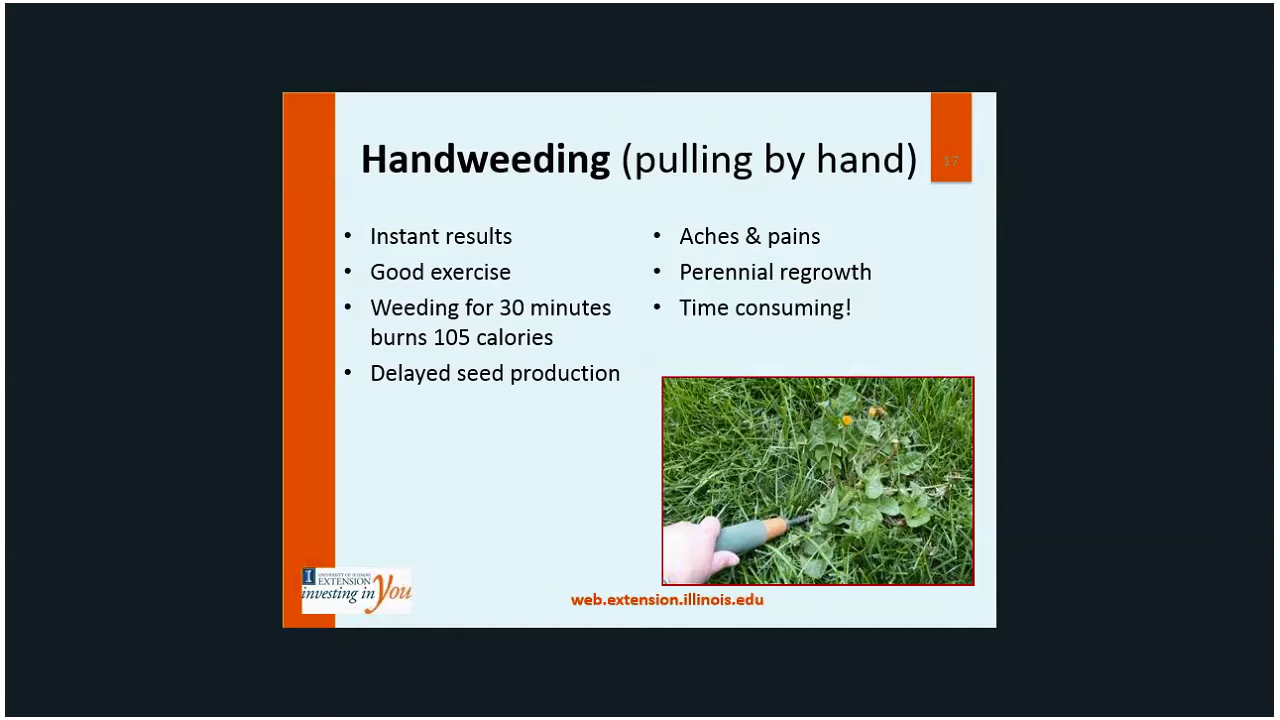 Handweeding (pulling by hand)
17
• Instant results
• Good exercise
• Weeding for 30 minutes
burns 105 calories
• Delayed seed production
• Aches & pains
• Perennial regrowth
• Time consuming!
I
UNIVERSITY OF ILLINOIS
EXTENSION
investing in You
web.extension.illinois.edu